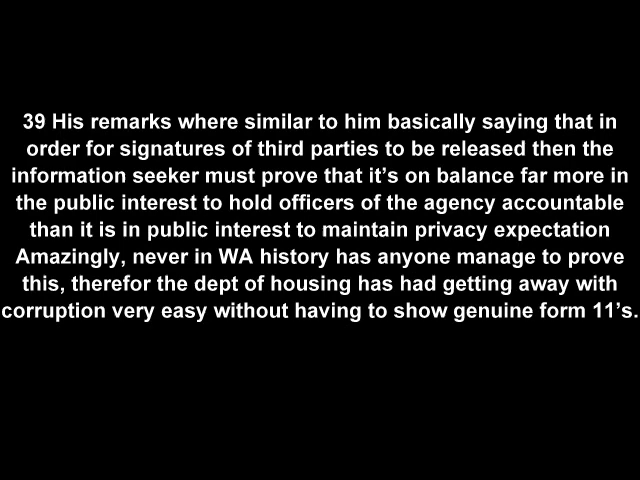 39 His remarks where similar to him basically saying that in
order for signatures of third parties to be released then the
information seeker must prove that it’s on balance far more in
the public interest to hold officers of the agency accountable
than it is in public interest to maintain privacy expectation
Amazingly, never in WA history has anyone manage to prove
this, therefor the dept of housing has had getting away with
corruption very easy without having to show genuine form 11’s.